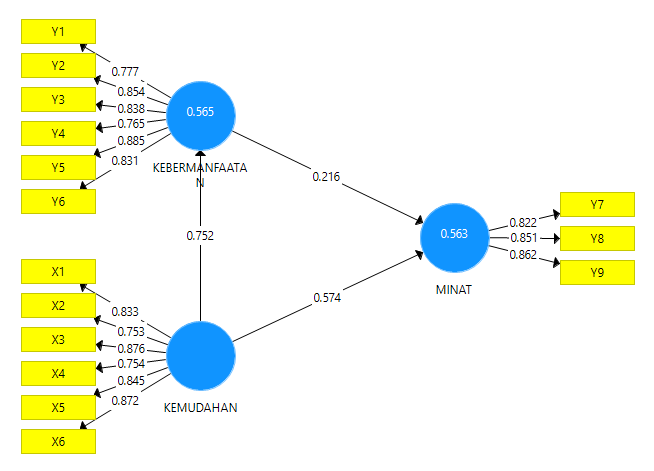 Y1
Y2
Y3
Y4
Y5
Y6
0.777
0.854
0.838
0.765
0.885
0.831
0.565
KEBERMANFAATA
N
0.216
0.752
0.574
0.563
MINAT
0.822
0.851
0.862
Y7
Y8
Y9
X1
X2
X3
X4
X5
X6
0.833
0.753
0.876
0.754
0.845
0.872
KEMUDAHAN